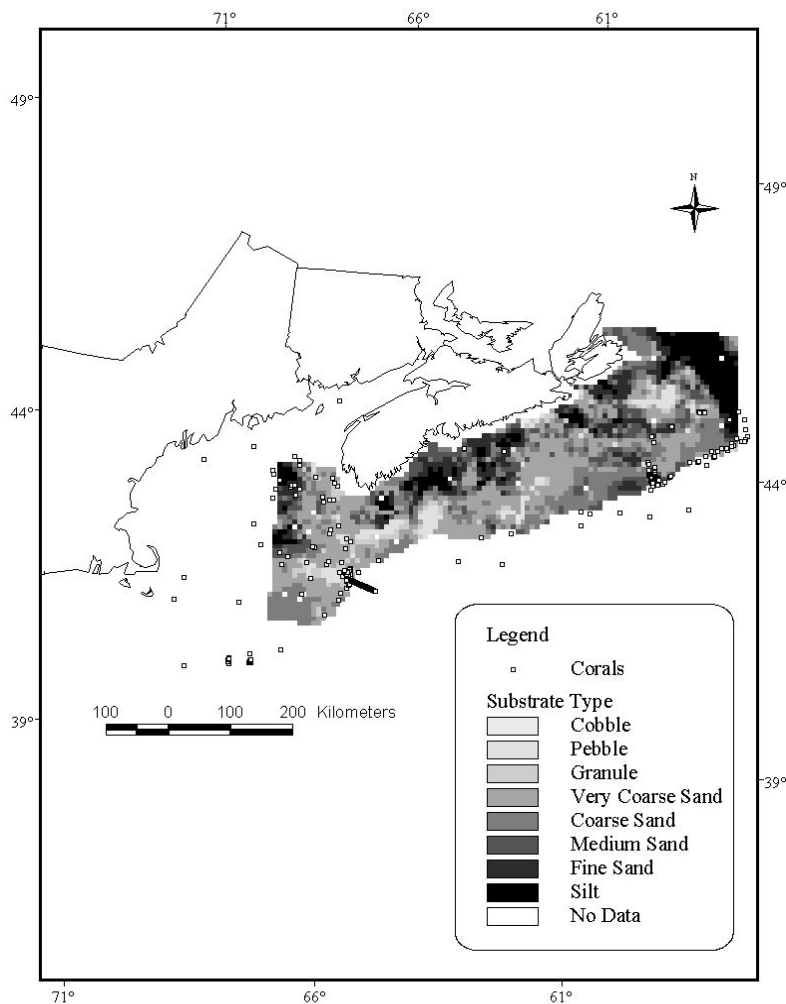 71° 66° 61°
49°
49°
N
44°
44°
39°
39°
100 0 100 200 Kilometers
Legend
Corals
Substrate Type
Cobble
Pebble
Granule
Very Coarse Sand
Coarse Sand
Medium Sand
Fine Sand
Silt
No Data
71° 66° 61°